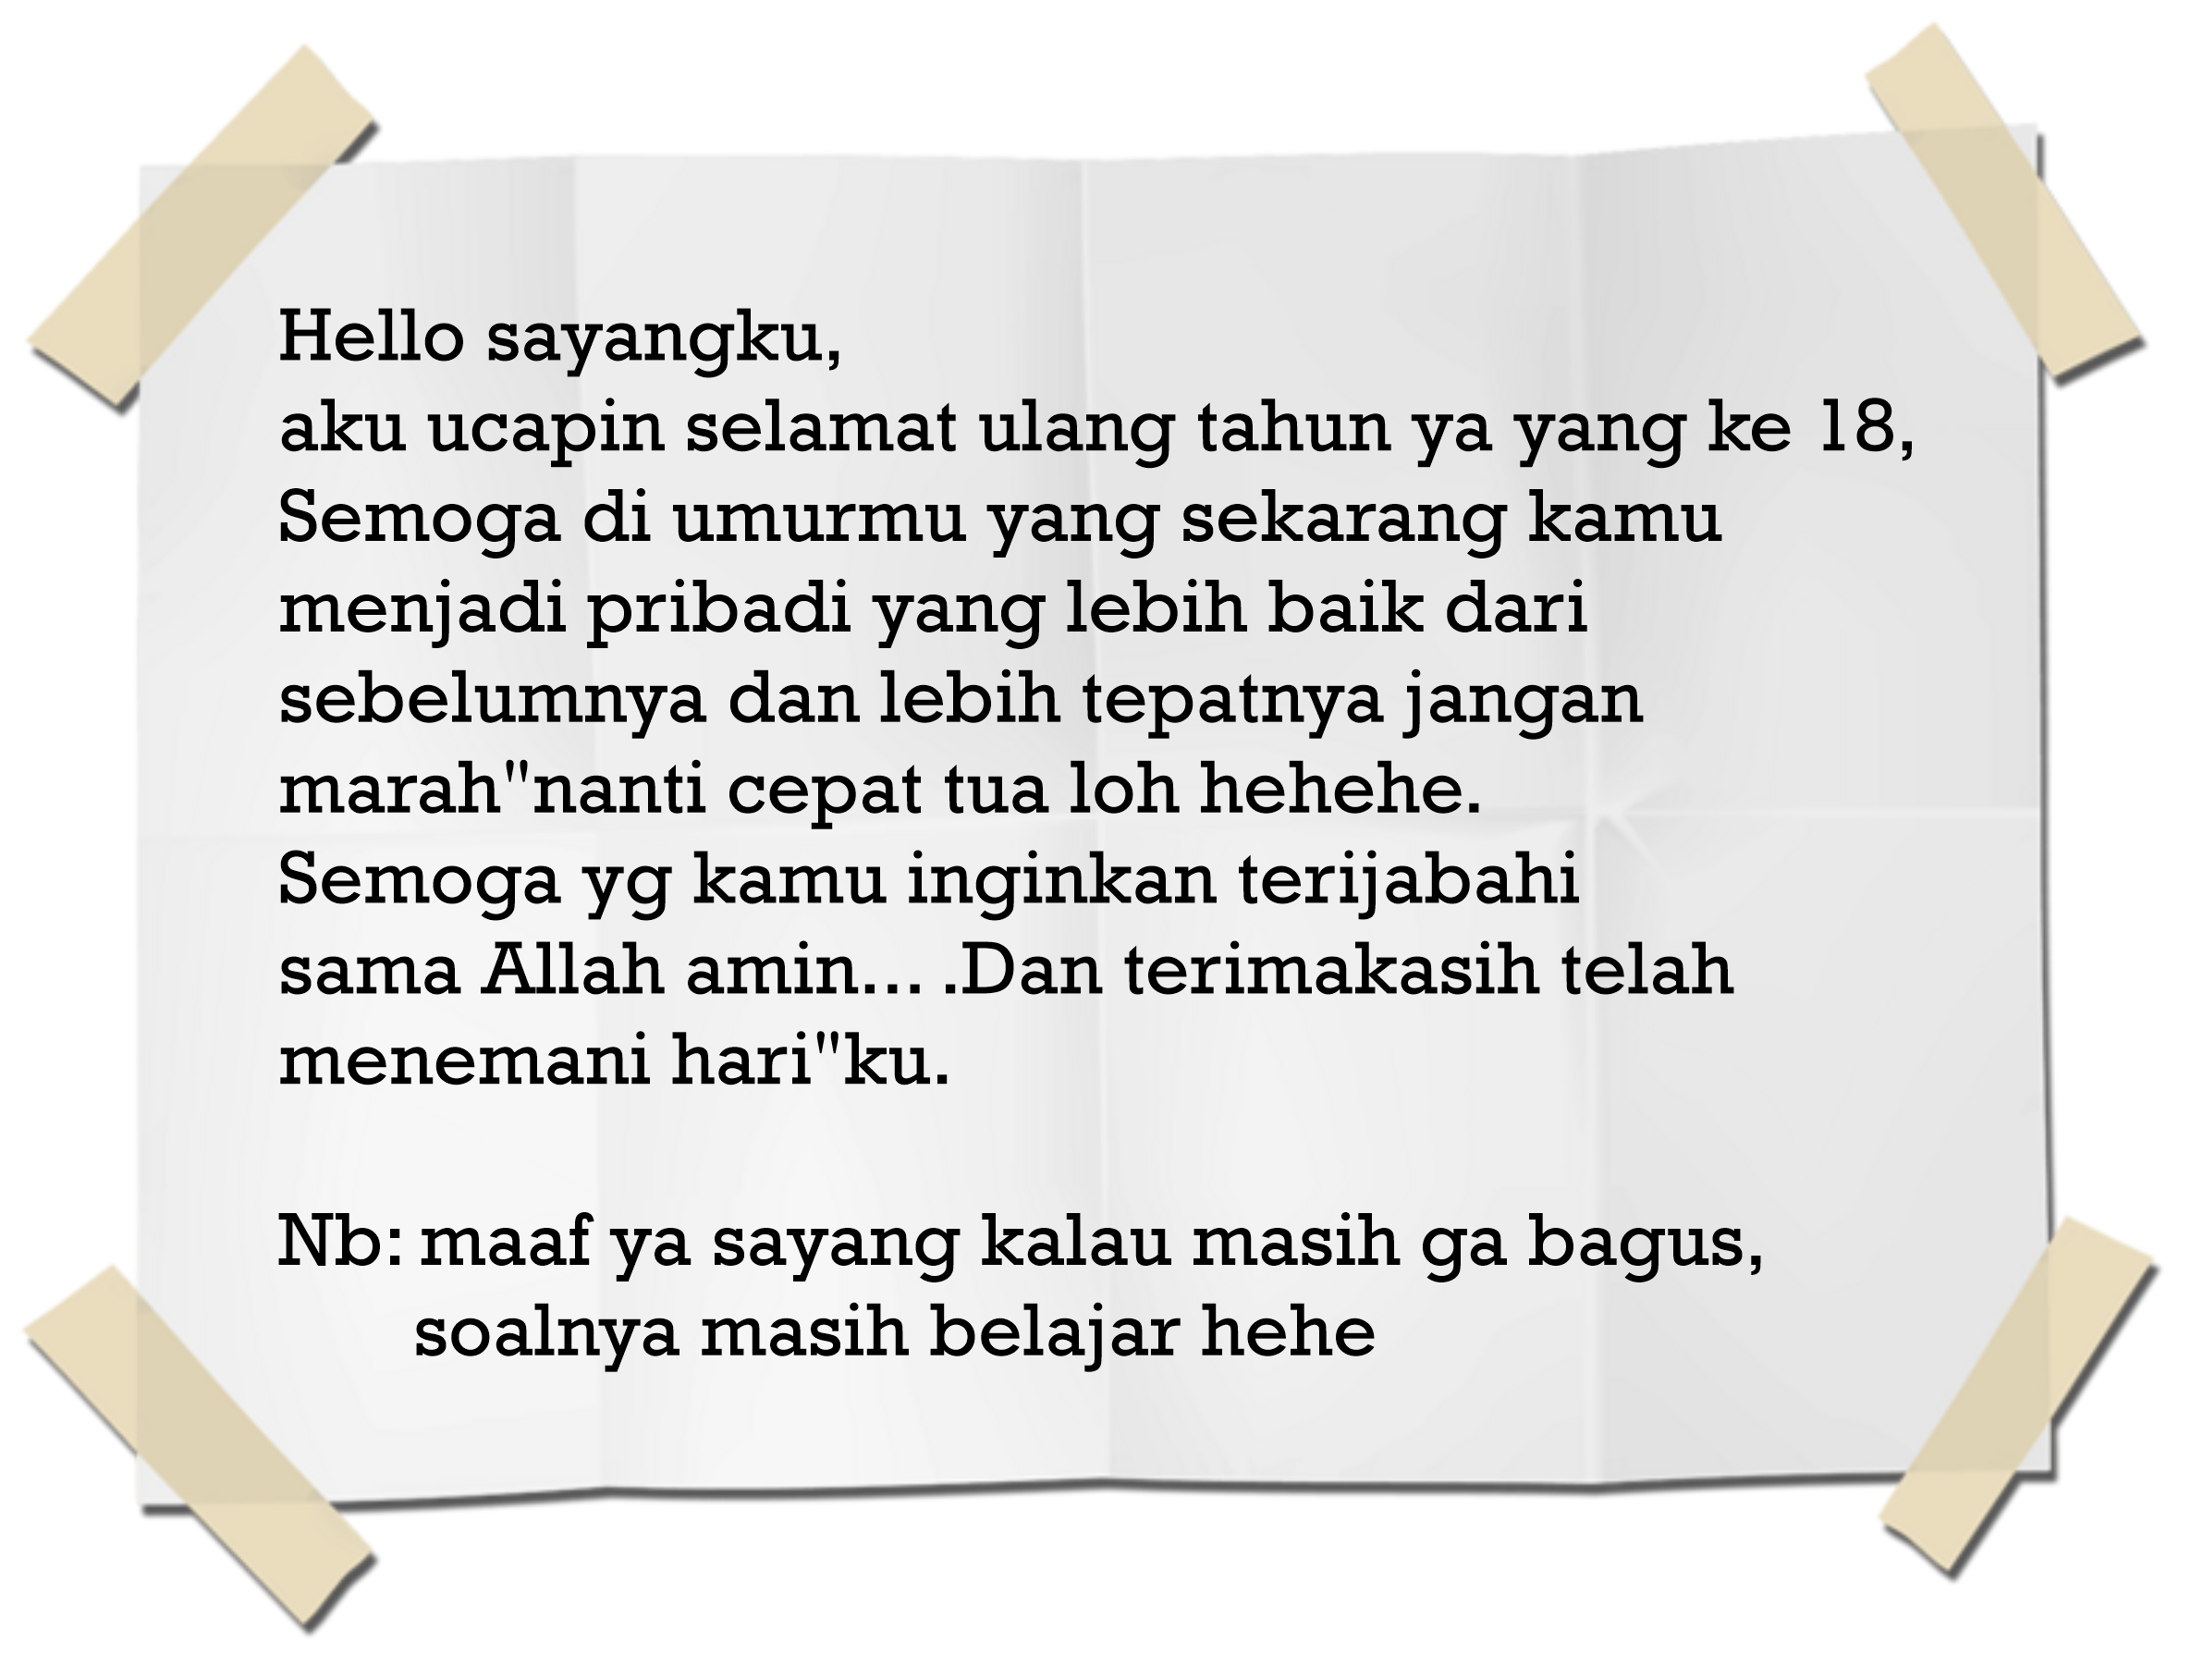 Hello sayangku,
aku ucapin selamat ulang tahun ya yang ke 18,
Semoga di umurmu yang sekarang kamu
menjadi pribadi yang lebih baik dari
sebelumnya dan lebih tepatnya jangan
marah"nanti cepat tua loh hehehe.
Semoga yg kamu inginkan terijabahi
sama Allah amin... .Dan terimakasih telah
menemani hari"ku.
Nb: maaf ya sayang kalau masih ga bagus,
soalnya masih belajar hehe